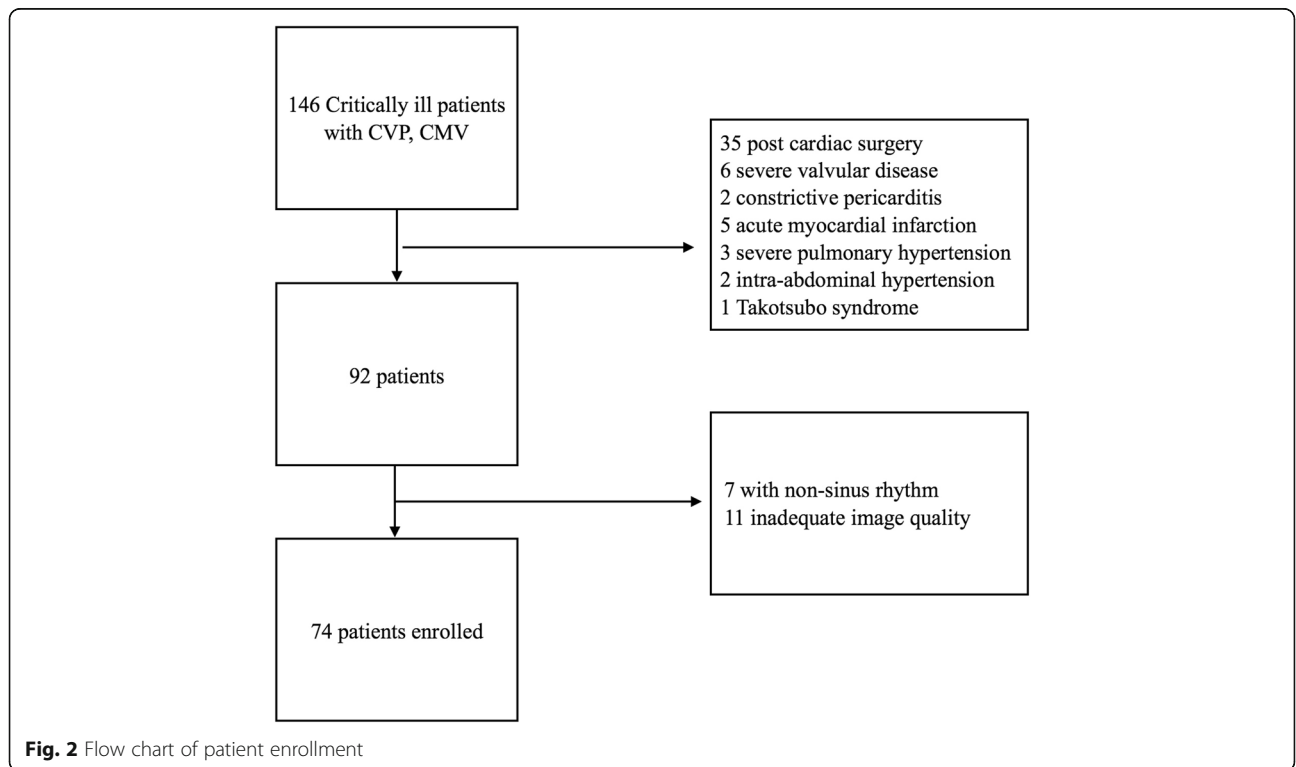 146 Critically ill patients
with CVP, CMV
35 post cardiac surgery
6 severe valvular disease
2 constrictive pericarditis
5 acute myocardial infarction
3 severe pulmonary hypertension
2 intra-abdominal hypertension
1 Takotsubo syndrome
92 patients
7 with non-sinus rhythm
11 inadequate image quality
74 patients enrolled
Fig. 2 Flow chart of patient enrollment